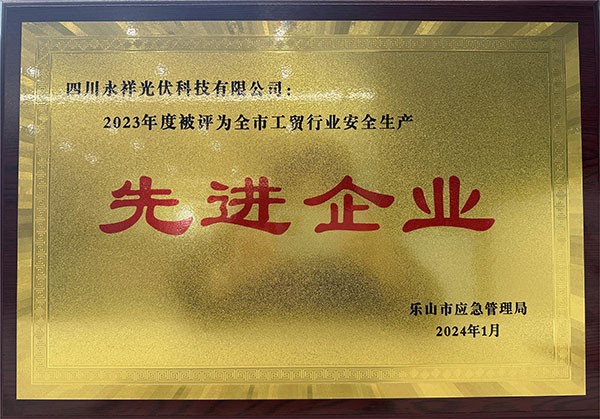 四川永祥光伏科技有限公司:
2023年度被评为全市工贸行业安全生产
先进企业
乐山市应急管理局
2024年1月